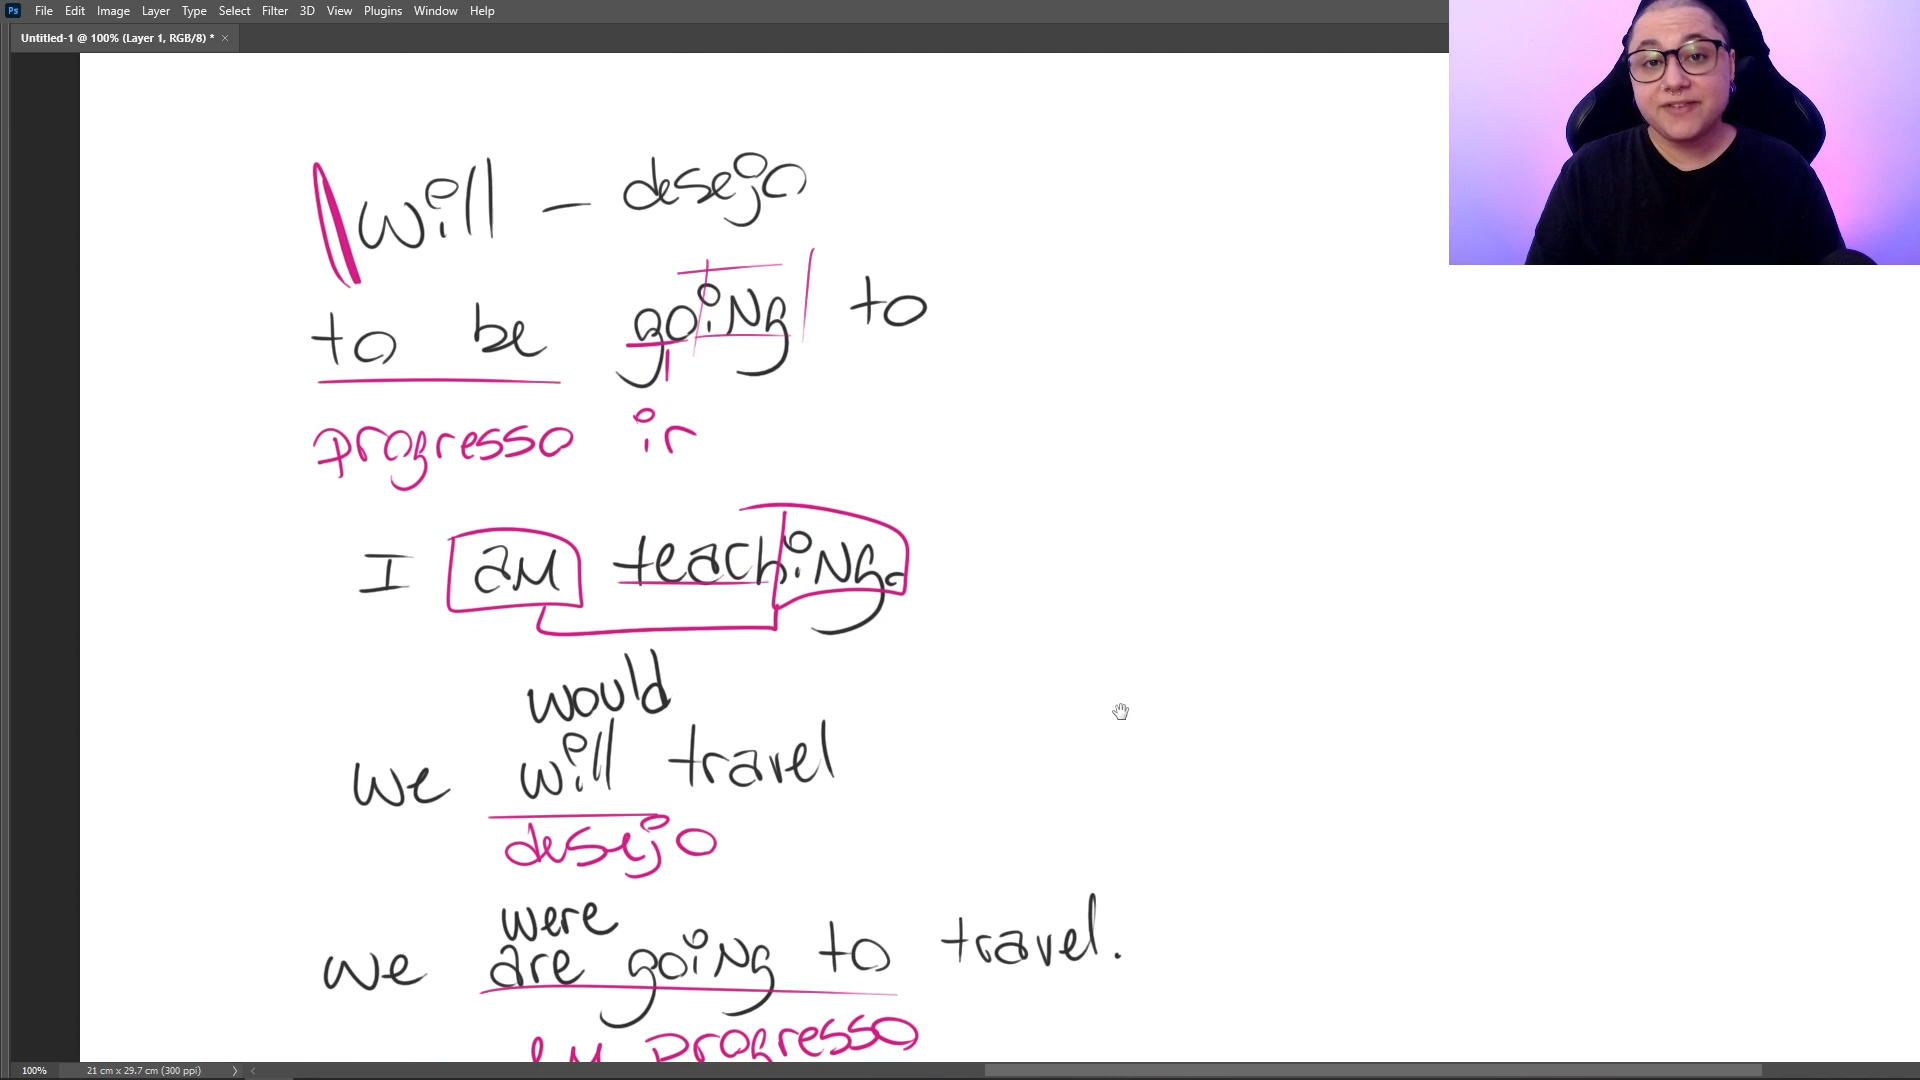 Ps File Edit Image Layer Type Select Filter 3D View Plugins Window Help
Untitled-1 @ 100% (Layer 1, RGB/8) * ×
will – desejo
to be going to
progresso ir
I am teaching.
would
we will travel
desejo
were
we are going to travel.
em progresso
100% 21 cm x 29.7 cm (300 ppi)